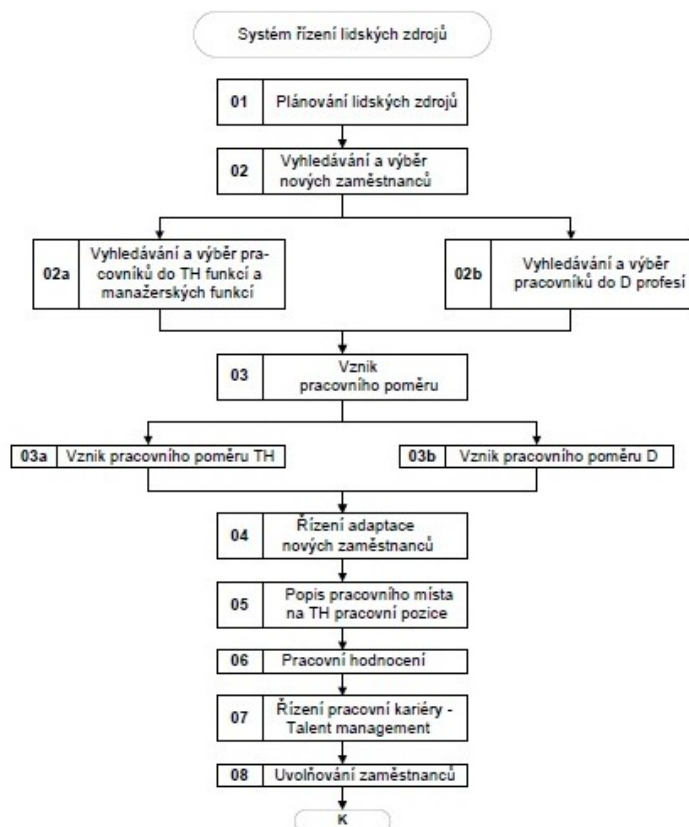 Systém řízení lidských zdrojů
01 Plánování lidských zdrojů
02 Vyhledávání a výběr
nových zaměstnanců
02a Vyhledávání a výběr pra-
covníků do TH funkcí a
manažerských funkcí
02b Vyhledávání a výběr
pracovníků do D profesí
03 Vznik
pracovního poměru
03a Vznik pracovního poměru TH
03b Vznik pracovního poměru D
04 Řízení adaptace
nových zaměstnanců
05 Popis pracovního místa
na TH pracovní pozice
06 Pracovní hodnocení
07 Řízení pracovní kariéry -
Talent management
08 Uvolňování zaměstnanců
K